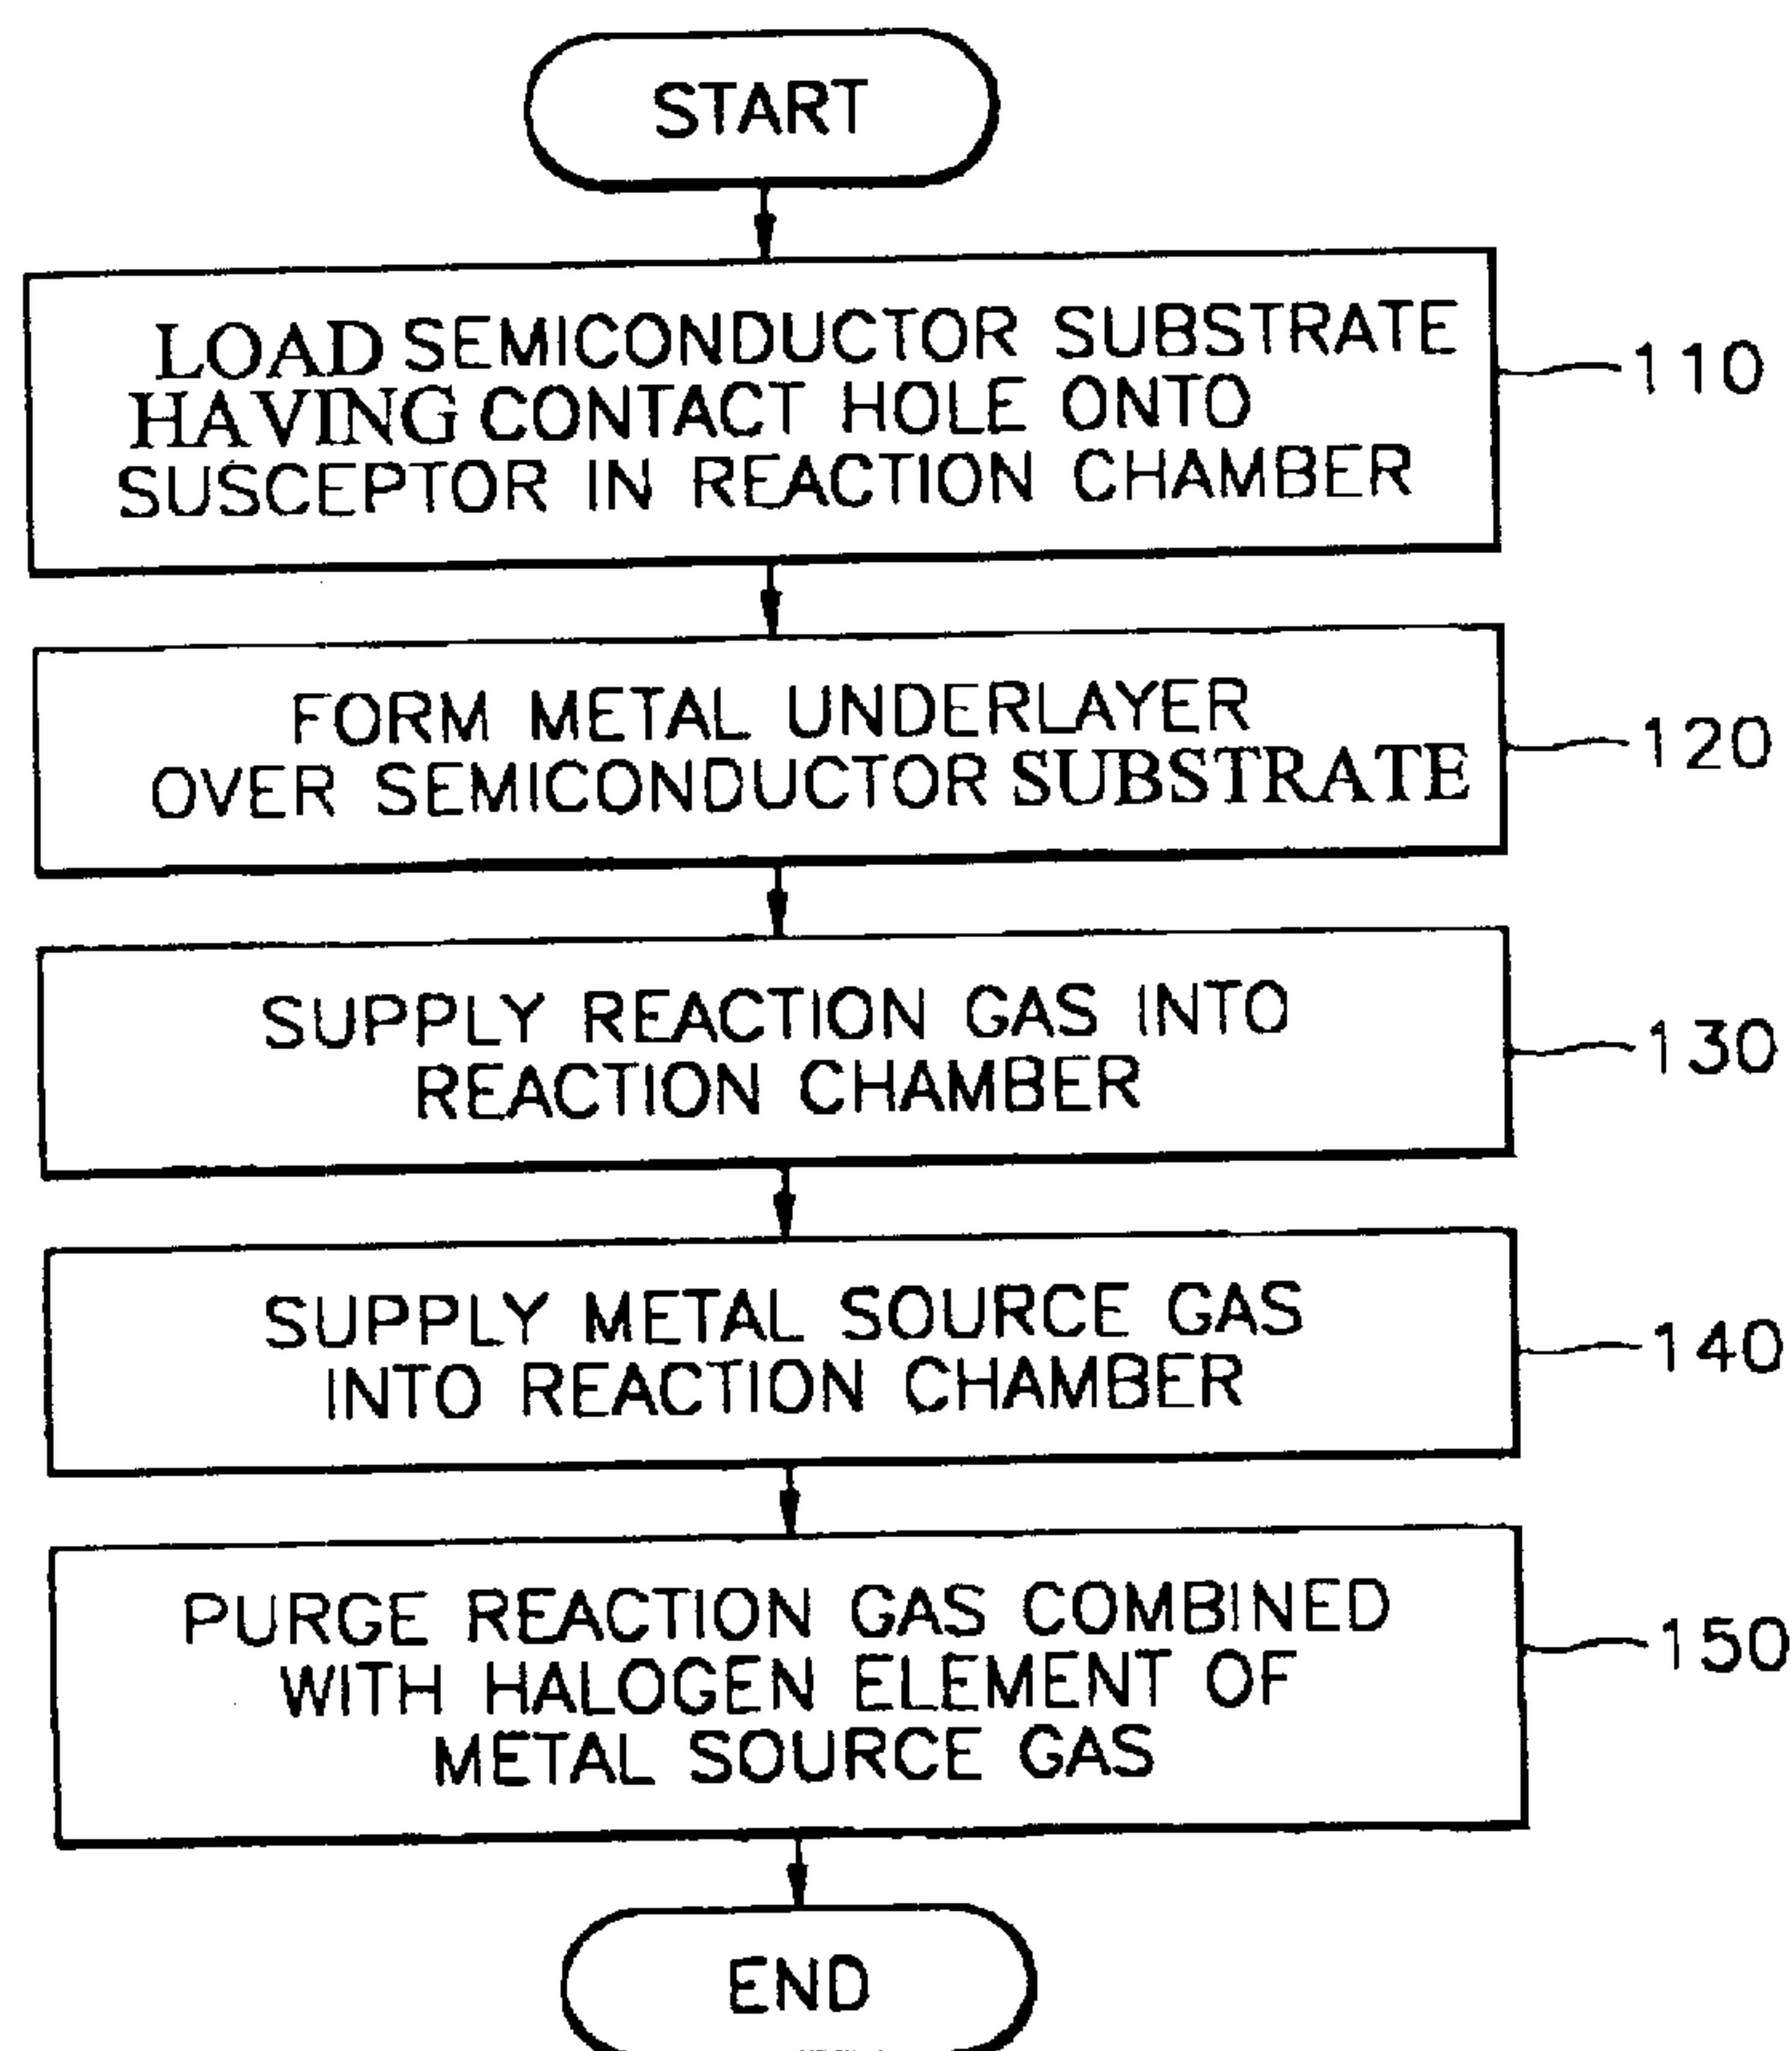 START
LOAD SEMICONDUCTOR SUBSTRATE
HAVING CONTACT HOLE ONTO
SUSCEPTOR IN REACTION CHAMBER
110
FORM METAL UNDERLAYER
OVER SEMICONDUCTOR SUBSTRATE
120
SUPPLY REACTION GAS INTO
REACTION CHAMBER
130
SUPPLY METAL SOURCE GAS
INTO REACTION CHAMBER
140
PURGE REACTION GAS COMBINED
WITH HALOGEN ELEMENT OF
METAL SOURCE GAS
150
END